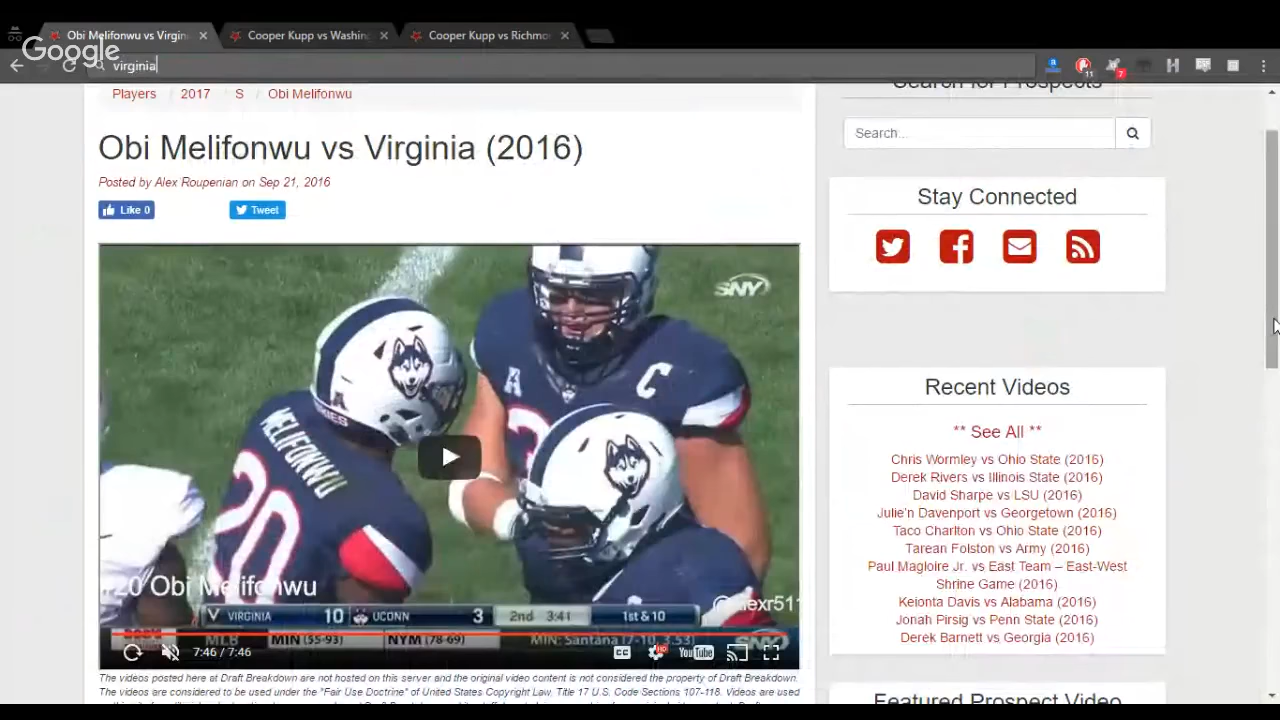 Obi Melifonwu vs Virgin
Cooper Kupp vs Washin
Cooper Kupp vs Richmo
Google
virginia
11
7
Players 2017 S Obi Melifonwu
Search for Prospects
Obi Melifonwu vs Virginia (2016)
Search...
Posted by Alex Roupenian on Sep 21, 2016
Like 0
Tweet
Stay Connected
SNY
C
MELIFONWU
20
Recent Videos
** See All **
Chris Wormley vs Ohio State (2016)
Derek Rivers vs Illinois State (2016)
David Sharpe vs LSU (2016)
Julie'n Davenport vs Georgetown (2016)
Taco Charlton vs Ohio State (2016)
Tarean Folston vs Army (2016)
Paul Magloire Jr. vs East Team – East-West
Shrine Game (2016)
Keionta Davis vs Alabama (2016)
Jonah Pirsig vs Penn State (2016)
Derek Barnett vs Georgia (2016)
#20 Obi Melifonwu
@alexr511
VIRGINIA 10 UCONN 3 2nd 3:41 1st & 10
MLB MIN (55-93) NYM (78-69) MIN: Santana (7-10, 3.53) SNY
7:46 / 7:46
CC
HD
YouTube
The videos posted here at Draft Breakdown are not hosted on this server and the original video content is not considered the property of Draft Breakdown.
The videos are considered to be used under the "Fair Use Doctrine" of United States Copyright Law, Title 17 U.S. Code Sections 107-118. Videos are used
Featured Prospect Video